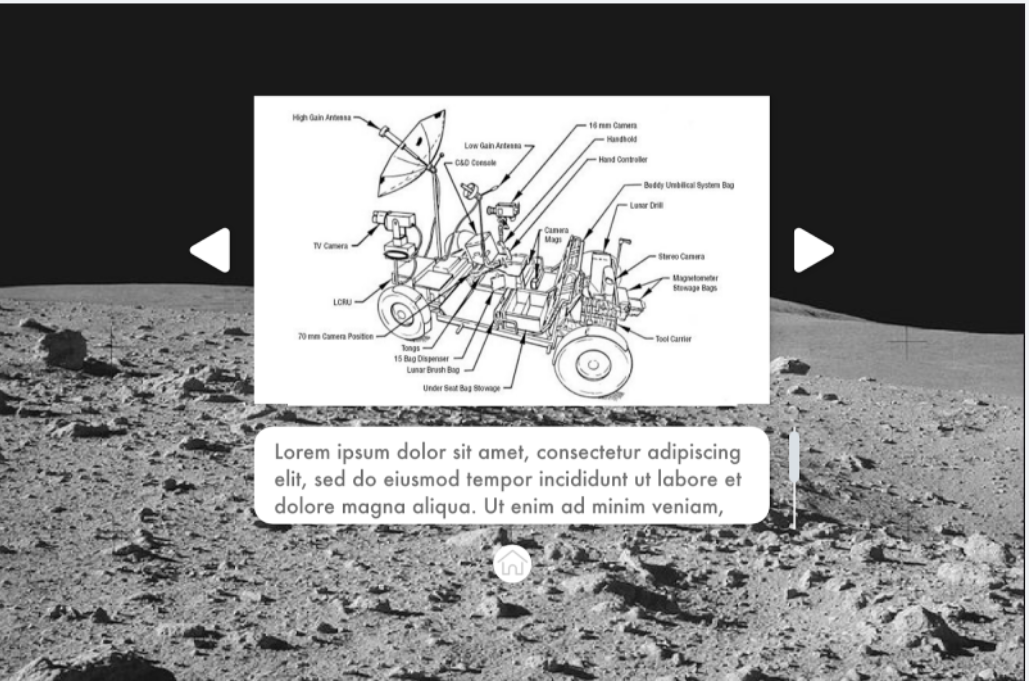 High Gain Antenna
16 mm Camera
Handhold
Low Gain Antenna
C&D Console
Hand Controller
Buddy Umbilical System Bag
Lunar Drill
Camera
Mags
TV Camera
Stereo Camera
Magnetometer
Stowage Bags
LCRU
70 mm Camera Position
Tool Carrier
Tongs
15 Bag Dispenser
Lunar Brush Bag
Under Seat Bag Stowage
Lorem ipsum dolor sit amet, consectetur adipiscing
elit, sed do eiusmod tempor incididunt ut labore et
dolore magna aliqua. Ut enim ad minim veniam,